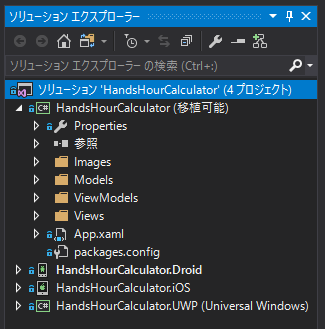 ソリューション エクスプローラー
ソリューション エクスプローラー の検索 (Ctrl+:)
ソリューション 'HandsHourCalculator' (4 プロジェクト)
C# HandsHourCalculator (移植可能)
Properties
参照
Images
Models
ViewModels
Views
App.xaml
packages.config
HandsHourCalculator.Droid
HandsHourCalculator.iOS
C# HandsHourCalculator.UWP (Universal Windows)